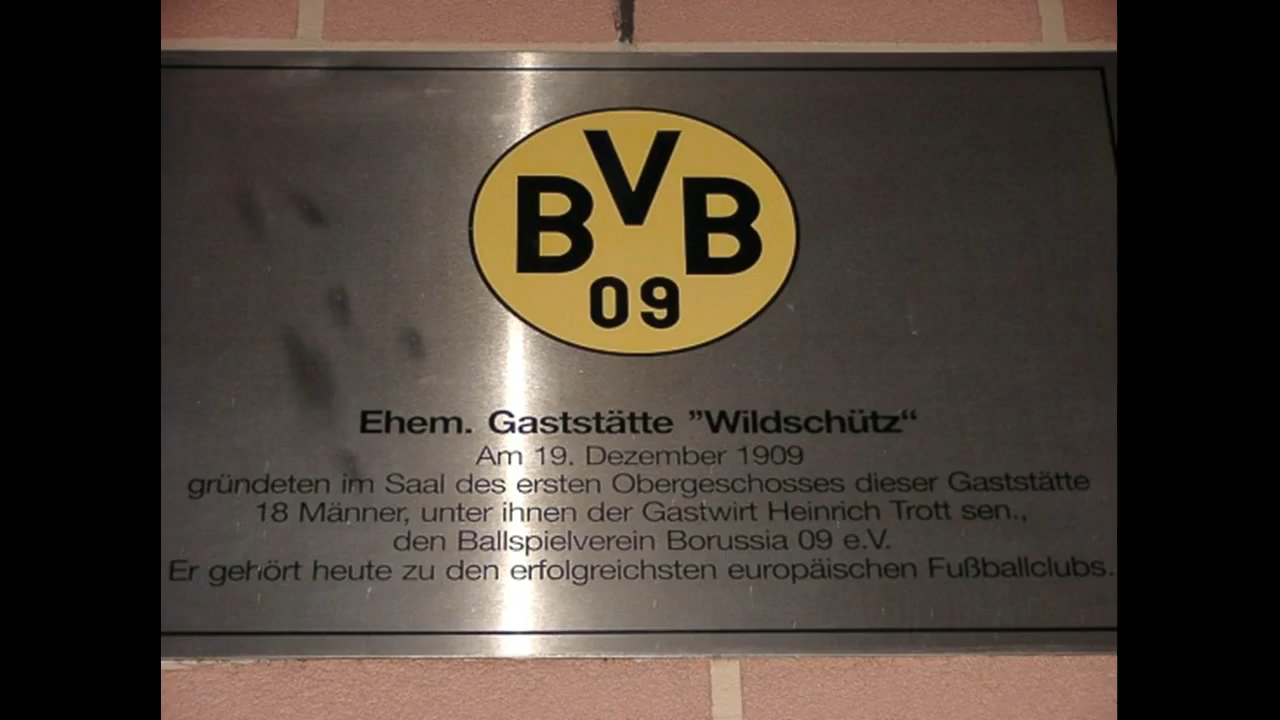 BVB
09
Ehem. Gaststätte ”Wildschütz“
Am 19. Dezember 1909
gründeten im Saal des ersten Obergeschosses dieser Gaststätte
18 Männer, unter ihnen der Gastwirt Heinrich Trott sen.,
den Ballspielverein Borussia 09 e.V.
Er gehört heute zu den erfolgreichsten europäischen Fußballclubs.